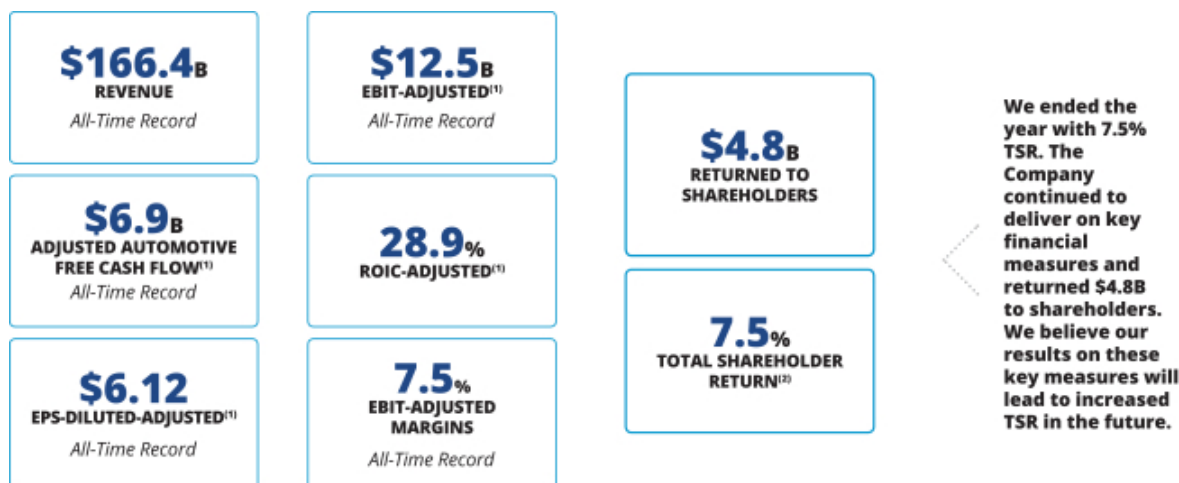 $166.4B
REVENUE
All-Time Record
$12.5B
EBIT-ADJUSTED(1)
All-Time Record
$6.9B
ADJUSTED AUTOMOTIVE
FREE CASH FLOW(1)
All-Time Record
28.9%
ROIC-ADJUSTED(1)
$6.12
EPS-DILUTED-ADJUSTED(1)
All-Time Record
7.5%
EBIT-ADJUSTED
MARGINS
All-Time Record
$4.8B
RETURNED TO
SHAREHOLDERS
7.5%
TOTAL SHAREHOLDER
RETURN(2)
We ended the
year with 7.5%
TSR. The
Company
continued to
deliver on key
financial
measures and
returned $4.8B
to shareholders.
We believe our
results on these
key measures will
lead to increased
TSR in the future.